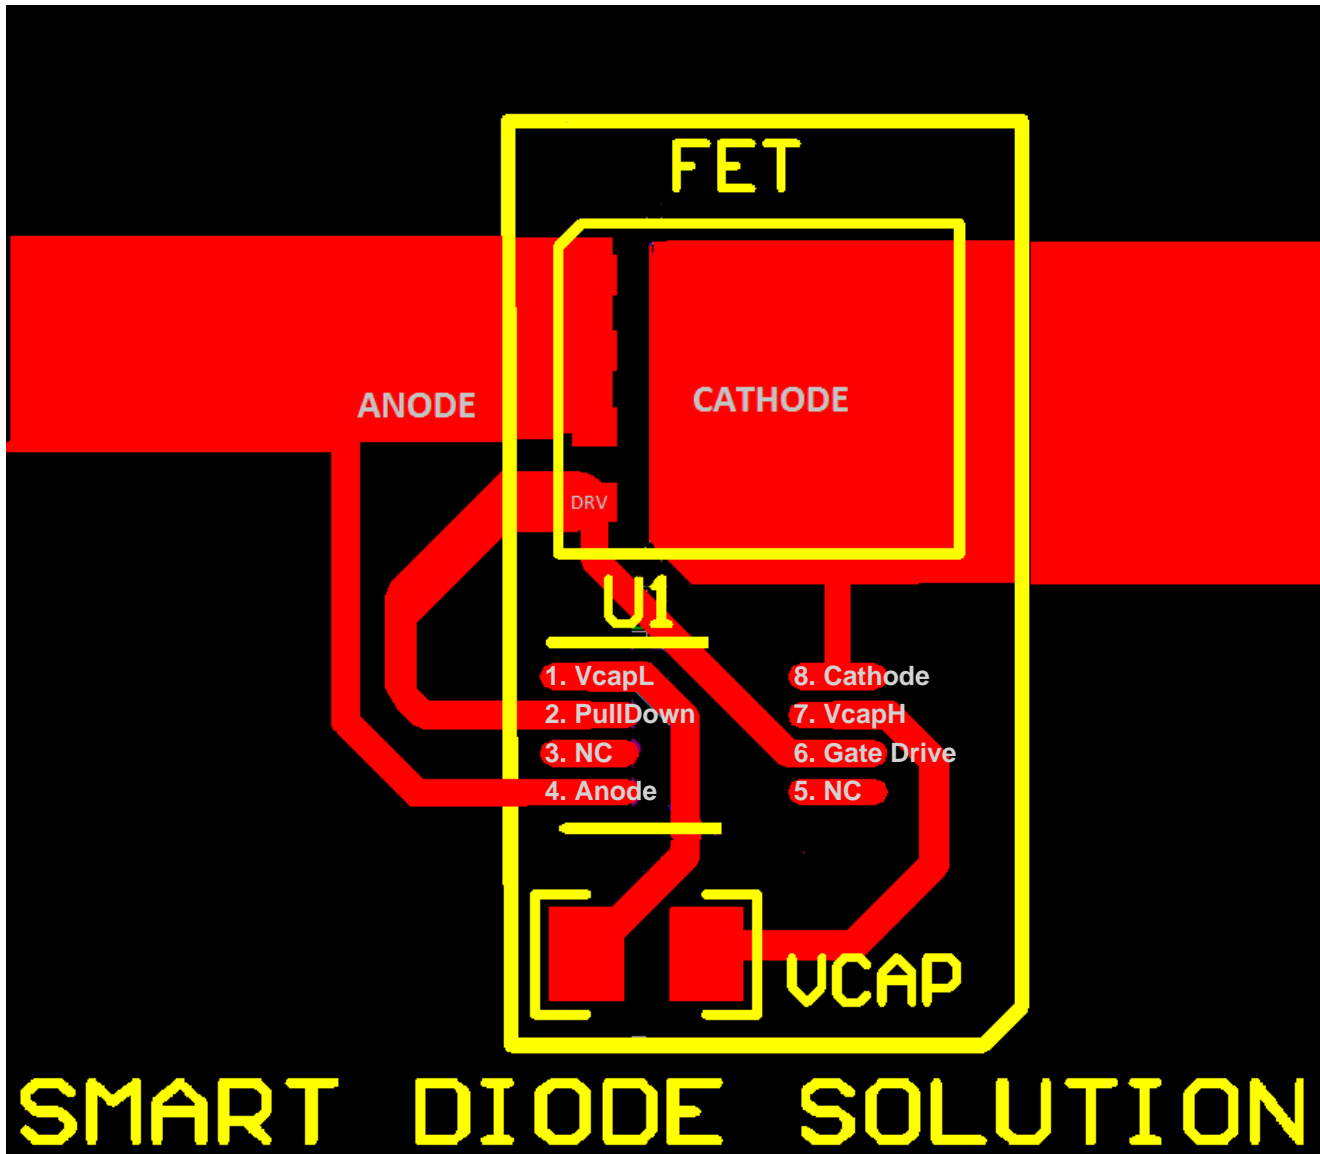 FET
ANODE
CATHODE
DRV
U1
1. VcapL
2. PullDown
3. NC
4. Anode
8. Cathode
7. VcapH
6. Gate Drive
5. NC
VCAP
SMART DIODE SOLUTION